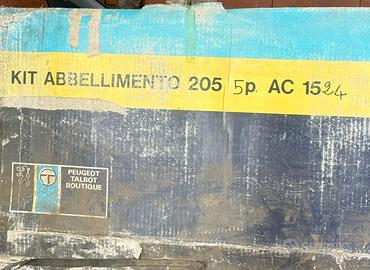 KIT ABBELLIMENTO 205 5p. AC 1524
PEUGEOT
TALBOT
BOUTIQUE